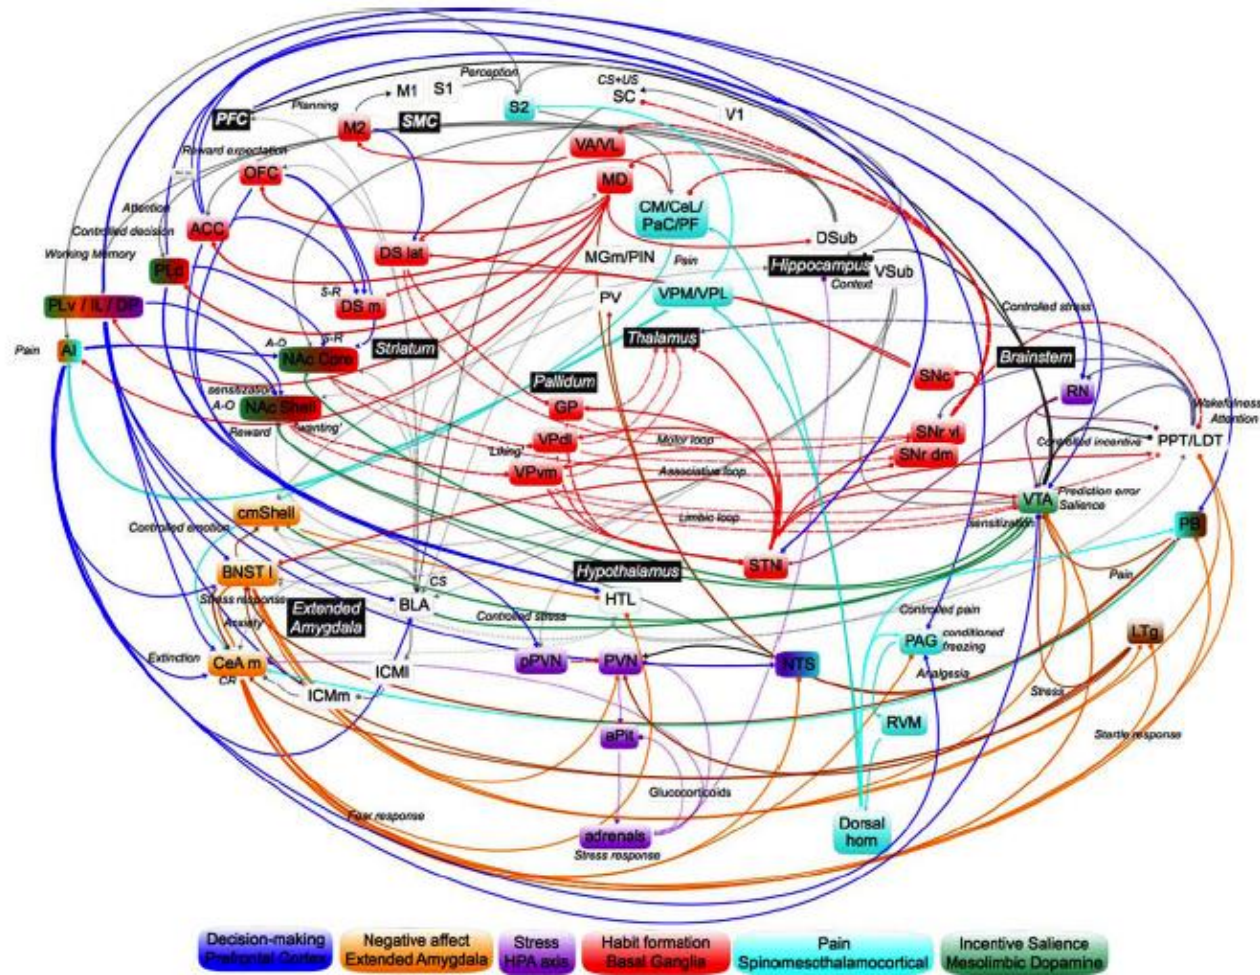 Perception
CS+US
M1
S1
SC
S2
V1
Planning
PFC
M2
SMC
VA/VL
Reward expectation
OFC
MD
CM/CeL/
PaC/PF
Attention
Controlled decision
ACC
Working Memory
DSub
DS lat
MGm/PIN
Pain
Hippocampus
VSub
Context
PLd
PLv / IL / DP
S-R
DS m
PV
VPM/VPL
Controlled stress
Pain
AI
S-R
A-O
NAc Core
Striatum
Thalamus
Brainstem
SNc
RN
Pallidum
sensitization
A-O
NAc Shell
GP
Wakefulness
Attention
Reward
'wanting'
SNr vl
VPdl
Motor loop
Controlled incentive
PPT/LDT
'Liking'
SNr dm
VPvm
Associative loop
VTA
Prediction error
Salience
cmShell
Limbic loop
sensitization
PB
Controlled emotion
BNST l
Hypothalamus
STNl
Pain
CS
Stress response
Extended
Amygdala
BLA
HTL
Controlled stress
Controlled pain
Anxiety
PAG
conditioned
freezing
LTg
Extinction
CeA m
CR
ICMl
pPVN
PVN
NTS
Analgesia
ICMm
Stress
RVM
aPit
Startle response
Glucocorticoids
Fear response
adrenals
Stress response
Dorsal
horn
Decision-making
Prefrontal Cortex
Negative affect
Extended Amygdala
Stress
HPA axis
Habit formation
Basal Ganglia
Pain
Spinomesothalamocortical
Incentive Salience
Mesolimbic Dopamine